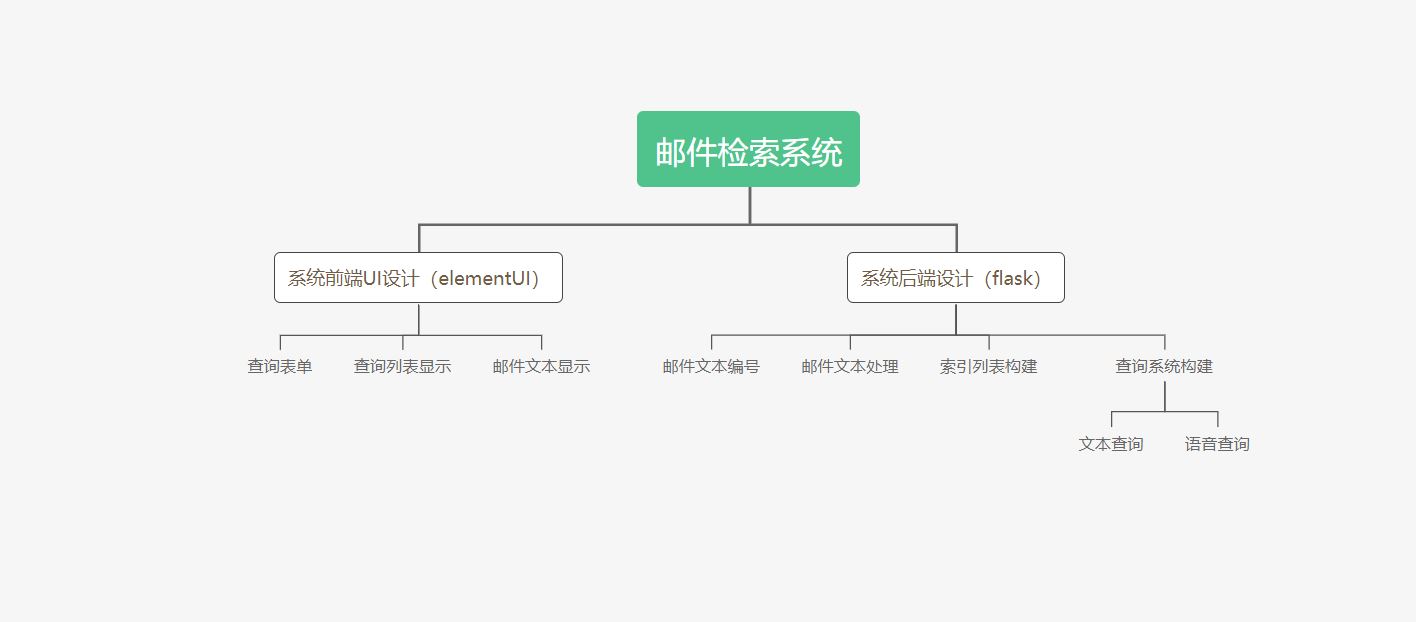 邮件检索系统
系统前端UI设计（elementUI）
系统后端设计（flask）
查询表单
查询列表显示
邮件文本显示
邮件文本编号
邮件文本处理
索引列表构建
查询系统构建
文本查询
语音查询